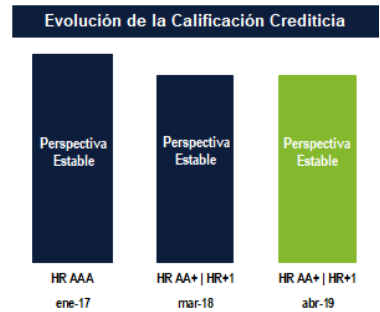 Evolución de la Calificación Crediticia
Perspectiva
Estable
Perspectiva
Estable
Perspectiva
Estable
HR AAA
HR AA+ | HR+1
HR AA+ | HR+1
ene-17
mar-18
abr-19